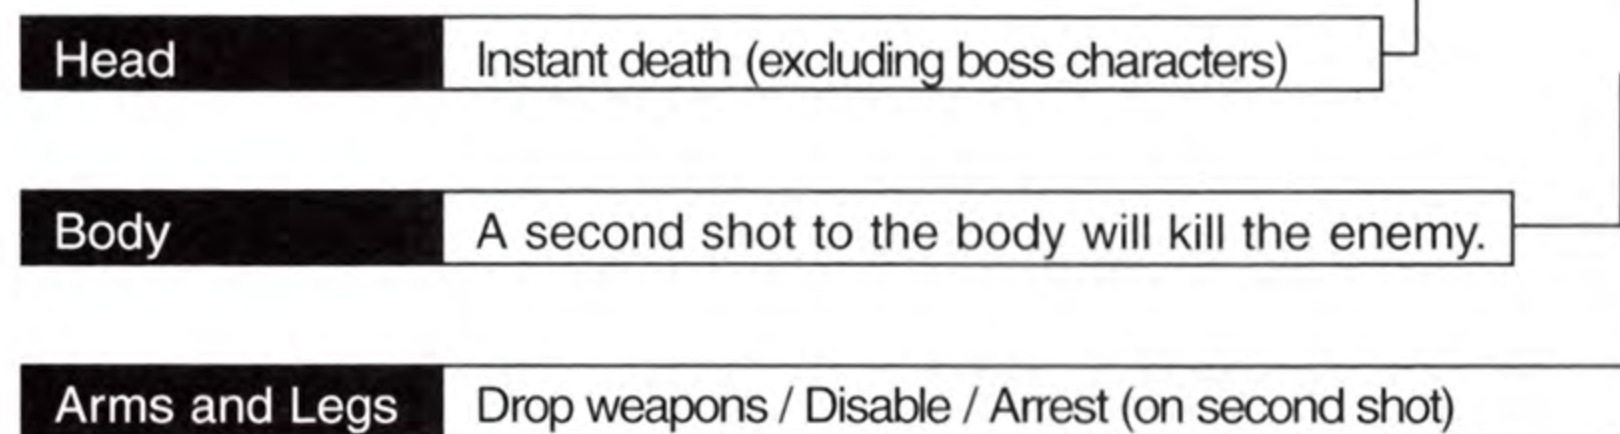 Head Instant death (excluding boss characters)
Body A second shot to the body will kill the enemy.
Arms and Legs Drop weapons / Disable / Arrest (on second shot)